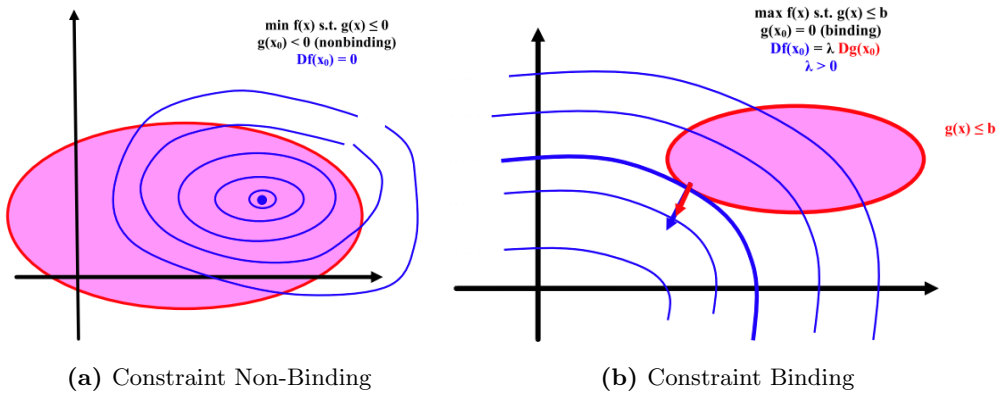 min f(x) s.t. g(x) ≤ 0
g(x₀) < 0 (nonbinding)
Df(x₀) = 0
(a) Constraint Non-Binding
max f(x) s.t. g(x) ≤ b
g(x₀) = 0 (binding)
Df(x₀) = λ Dg(x₀)
λ > 0
g(x) ≤ b
(b) Constraint Binding